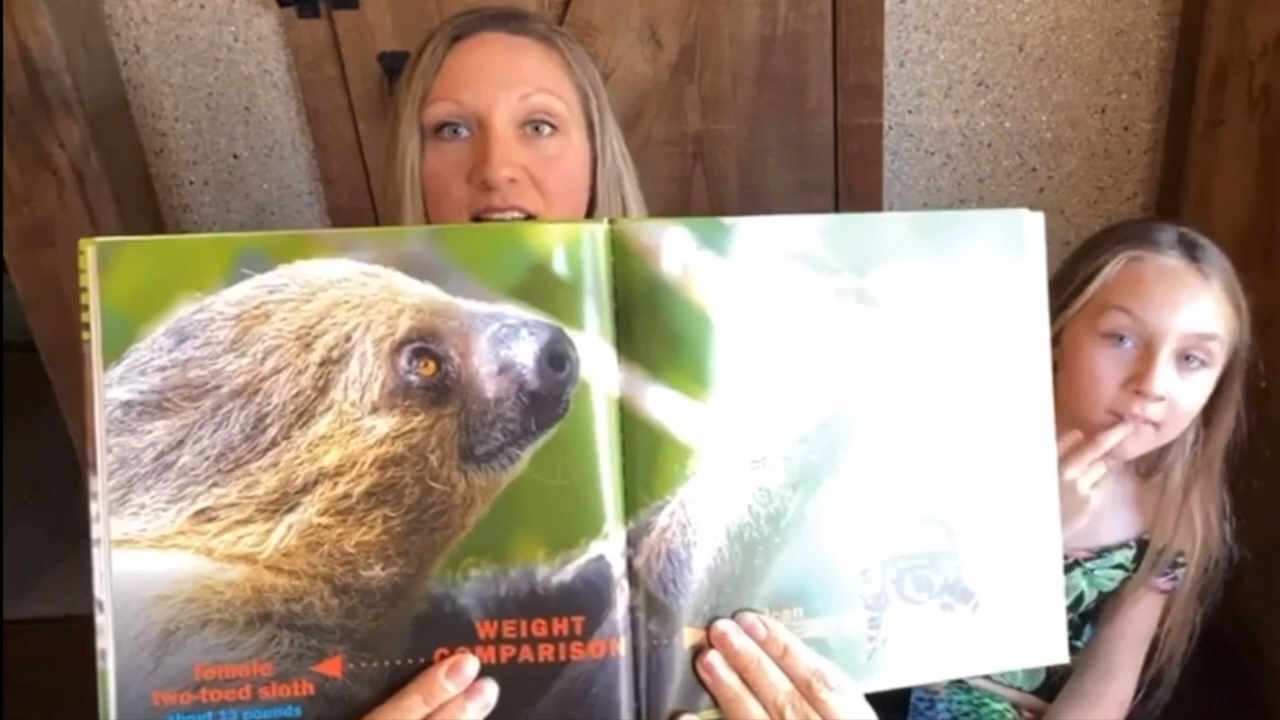 WEIGHT
COMPARISON
female
two-toed sloth
about 13 pounds